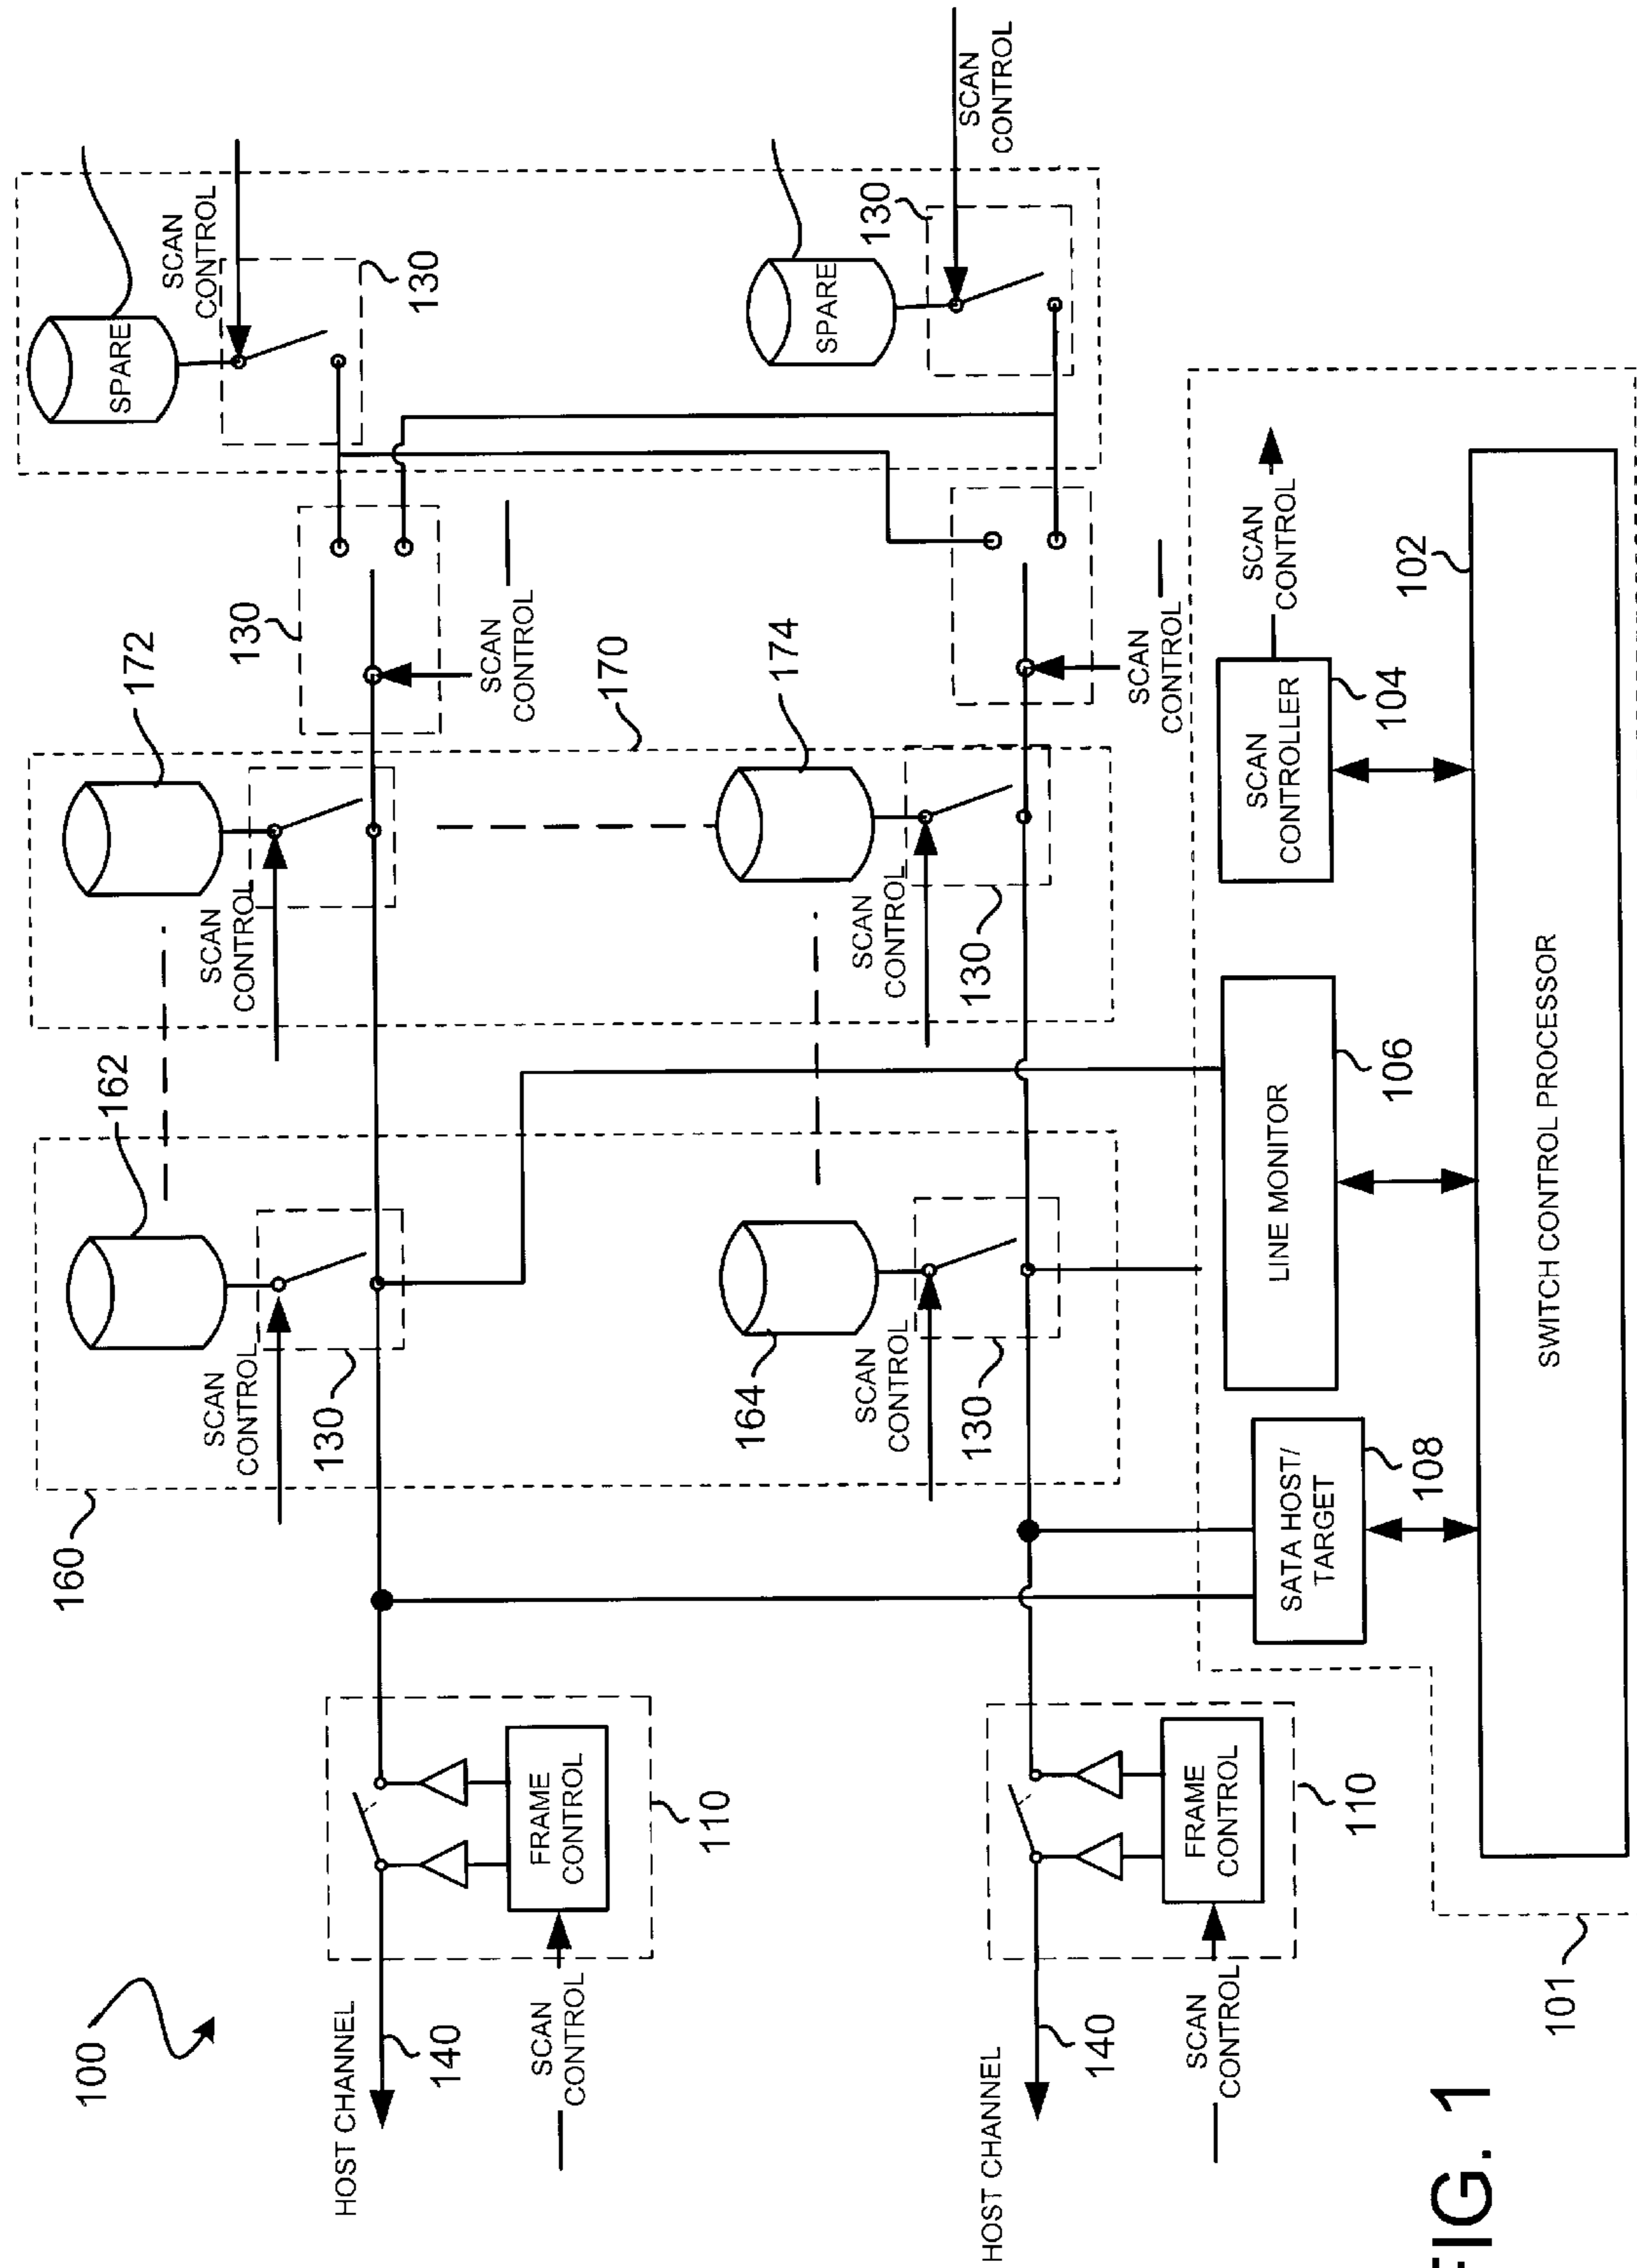 100
HOST CHANNEL
140
SCAN
CONTROL
FRAME
CONTROL
110
160
162
SCAN
CONTROL
130
172
SCAN
CONTROL
130
SCAN
CONTROL
SPARE
SCAN
CONTROL
130
170
HOST CHANNEL
140
SCAN
CONTROL
FRAME
CONTROL
110
164
SCAN
CONTROL
130
174
SCAN
CONTROL
130
SCAN
CONTROL
SPARE
130
SCAN
CONTROL
SATA HOST/
TARGET
108
LINE MONITOR
106
SCAN
CONTROLLER
104
SCAN
CONTROL
102
SWITCH CONTROL PROCESSOR
101
FIG. 1